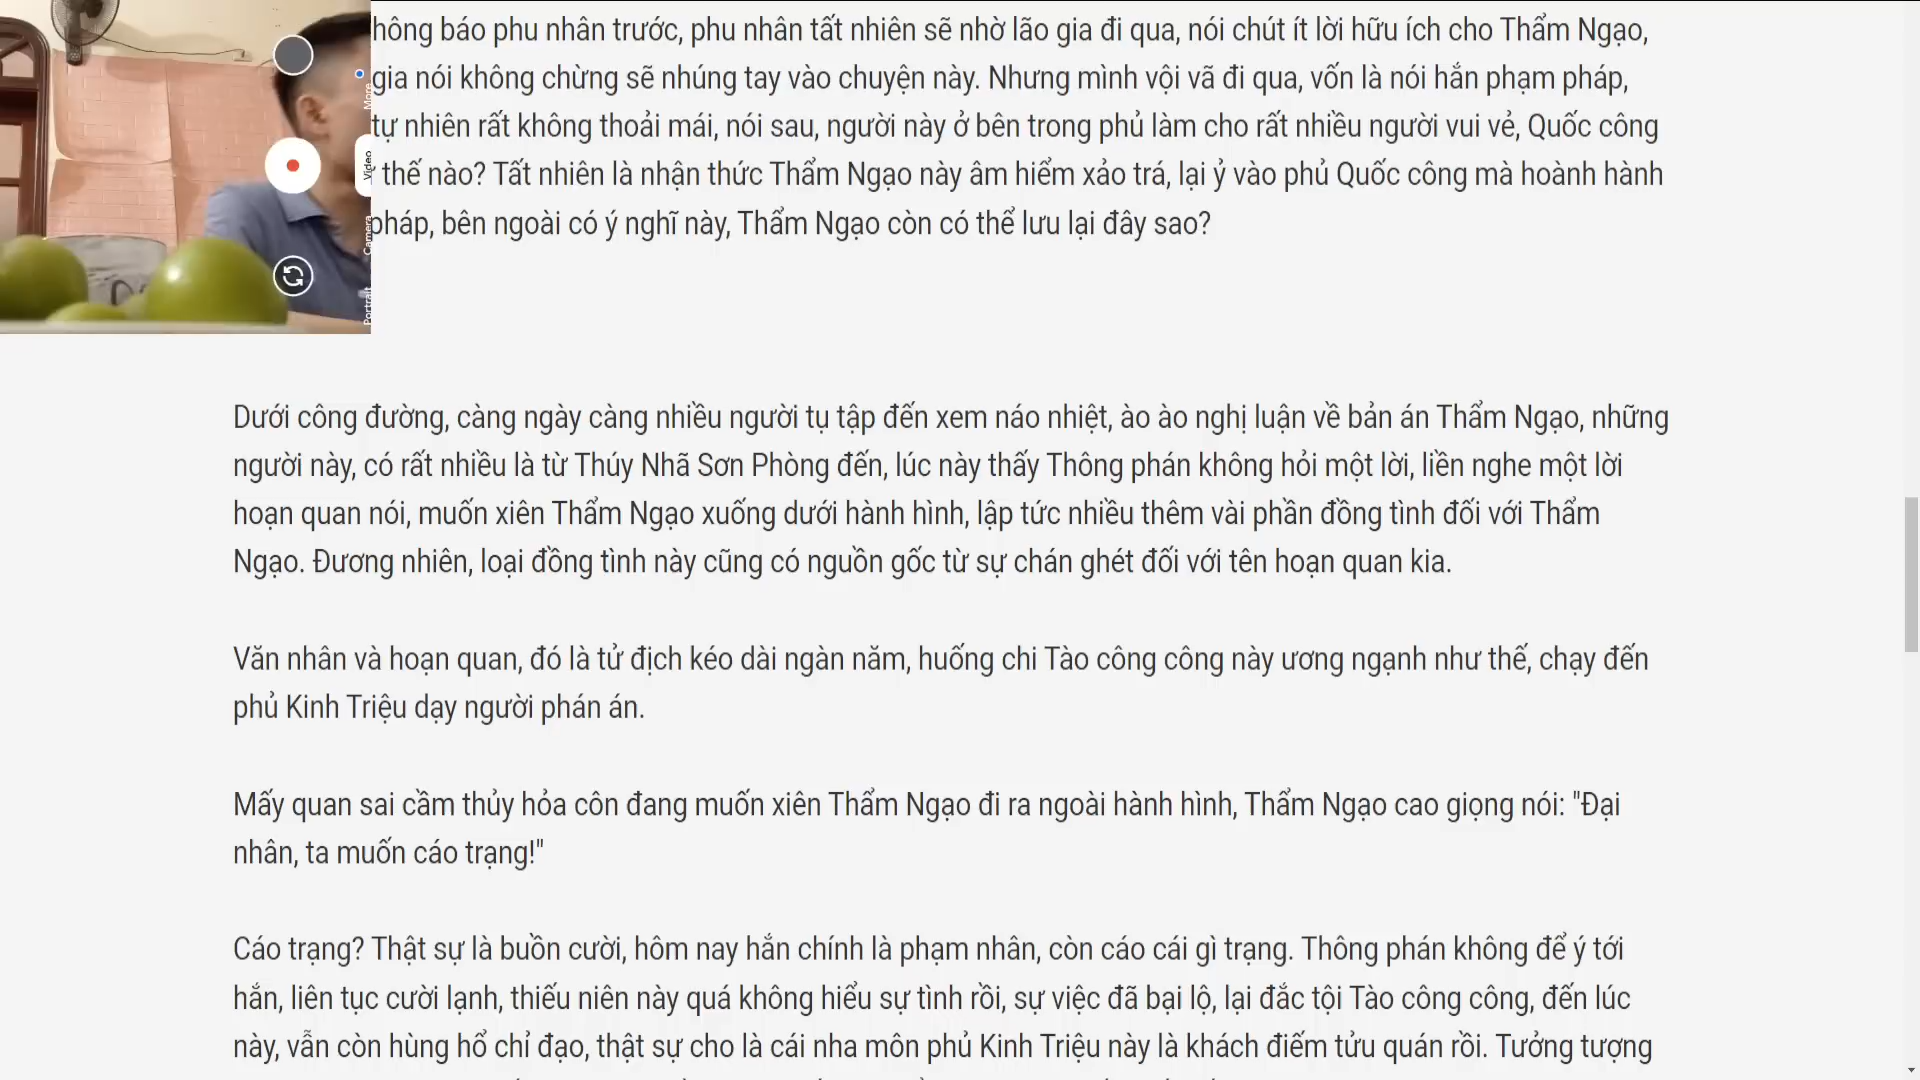 hông báo phu nhân trước, phu nhân tất nhiên sẽ nhờ lão gia đi qua, nói chút ít lời hữu ích cho Thẩm Ngạo,
gia nói không chừng sẽ nhúng tay vào chuyện này. Nhưng mình vội vã đi qua, vốn là nói hắn phạm pháp,
tự nhiên rất không thoải mái, nói sau, người này ở bên trong phủ làm cho rất nhiều người vui vẻ, Quốc công
thế nào? Tất nhiên là nhận thức Thẩm Ngạo này âm hiểm xảo trá, lại ỷ vào phủ Quốc công mà hoành hành
pháp, bên ngoài có ý nghĩ này, Thẩm Ngạo còn có thể lưu lại đây sao?
More
Video
Camera
Portrait
Dưới công đường, càng ngày càng nhiều người tụ tập đến xem náo nhiệt, ào ào nghị luận về bản án Thẩm Ngạo, những
người này, có rất nhiều là từ Thúy Nhã Sơn Phòng đến, lúc này thấy Thông phán không hỏi một lời, liền nghe một lời
hoạn quan nói, muốn xiên Thẩm Ngạo xuống dưới hành hình, lập tức nhiều thêm vài phần đồng tình đối với Thẩm
Ngạo. Đương nhiên, loại đồng tình này cũng có nguồn gốc từ sự chán ghét đối với tên hoạn quan kia.
Văn nhân và hoạn quan, đó là tử địch kéo dài ngàn năm, huống chi Tào công công này ương ngạnh như thế, chạy đến
phủ Kinh Triệu dạy người phán án.
Mấy quan sai cầm thủy hỏa côn đang muốn xiên Thẩm Ngạo đi ra ngoài hành hình, Thẩm Ngạo cao giọng nói: "Đại
nhân, ta muốn cáo trạng!"
Cáo trạng? Thật sự là buồn cười, hôm nay hắn chính là phạm nhân, còn cáo cái gì trạng. Thông phán không để ý tới
hắn, liên tục cười lạnh, thiếu niên này quá không hiểu sự tình rồi, sự việc đã bại lộ, lại đắc tội Tào công công, đến lúc
này, vẫn còn hùng hổ chỉ đạo, thật sự cho là cái nha môn phủ Kinh Triệu này là khách điếm tửu quán rồi. Tưởng tượng